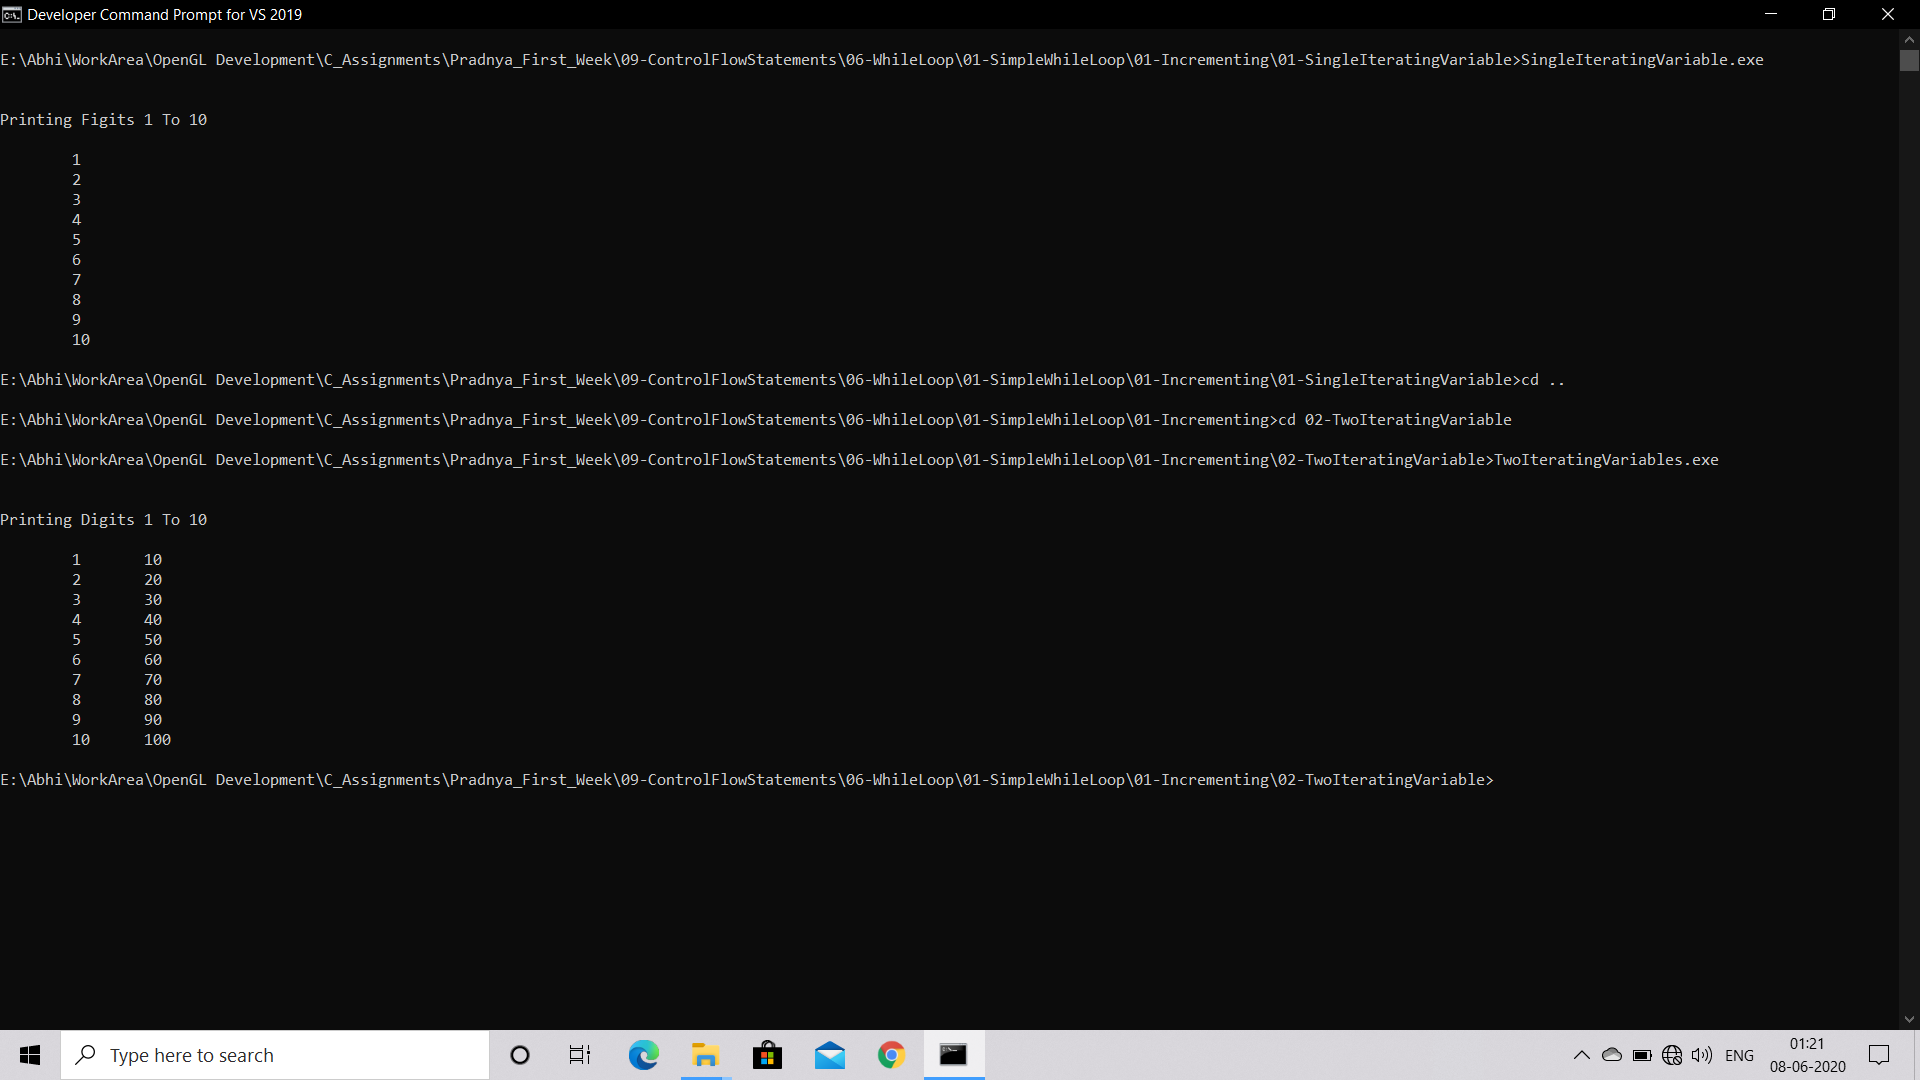 Developer Command Prompt for VS 2019
E:\Abhi\WorkArea\OpenGL Development\C_Assignments\Pradnya_First_Week\09-ControlFlowStatements\06-WhileLoop\01-SimpleWhileLoop\01-Incrementing\01-SingleIteratingVariable>SingleIteratingVariable.exe
Printing Figits 1 To 10
1
2
3
4
5
6
7
8
9
10
E:\Abhi\WorkArea\OpenGL Development\C_Assignments\Pradnya_First_Week\09-ControlFlowStatements\06-WhileLoop\01-SimpleWhileLoop\01-Incrementing\01-SingleIteratingVariable>cd ..
E:\Abhi\WorkArea\OpenGL Development\C_Assignments\Pradnya_First_Week\09-ControlFlowStatements\06-WhileLoop\01-SimpleWhileLoop\01-Incrementing>cd 02-TwoIteratingVariable
E:\Abhi\WorkArea\OpenGL Development\C_Assignments\Pradnya_First_Week\09-ControlFlowStatements\06-WhileLoop\01-SimpleWhileLoop\01-Incrementing\02-TwoIteratingVariable>TwoIteratingVariables.exe
Printing Digits 1 To 10
1 10
2 20
3 30
4 40
5 50
6 60
7 70
8 80
9 90
10 100
E:\Abhi\WorkArea\OpenGL Development\C_Assignments\Pradnya_First_Week\09-ControlFlowStatements\06-WhileLoop\01-SimpleWhileLoop\01-Incrementing\02-TwoIteratingVariable>
Type here to search
ENG
01:21
08-06-2020